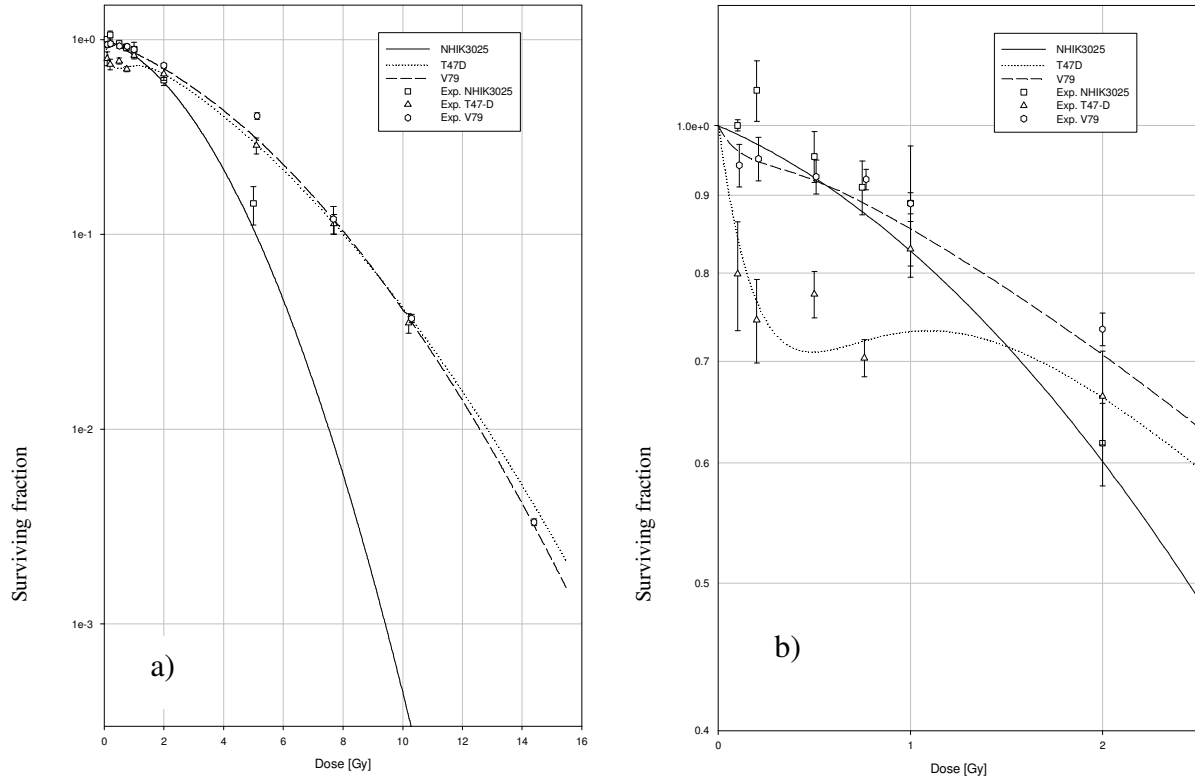 1e+0
1e-1
1e-2
1e-3
Surviving fraction
NHIK3025
T47D
V79
Exp. NHIK3025
Exp. T47-D
Exp. V79
a)
0 2 4 6 8 10 12 14 16
Dose [Gy]
1.0e+0
0.9
0.8
0.7
0.6
0.5
0.4
Surviving fraction
NHIK3025
T47D
V79
Exp. NHIK3025
Exp. T47-D
Exp. V79
b)
0 1 2
Dose [Gy]